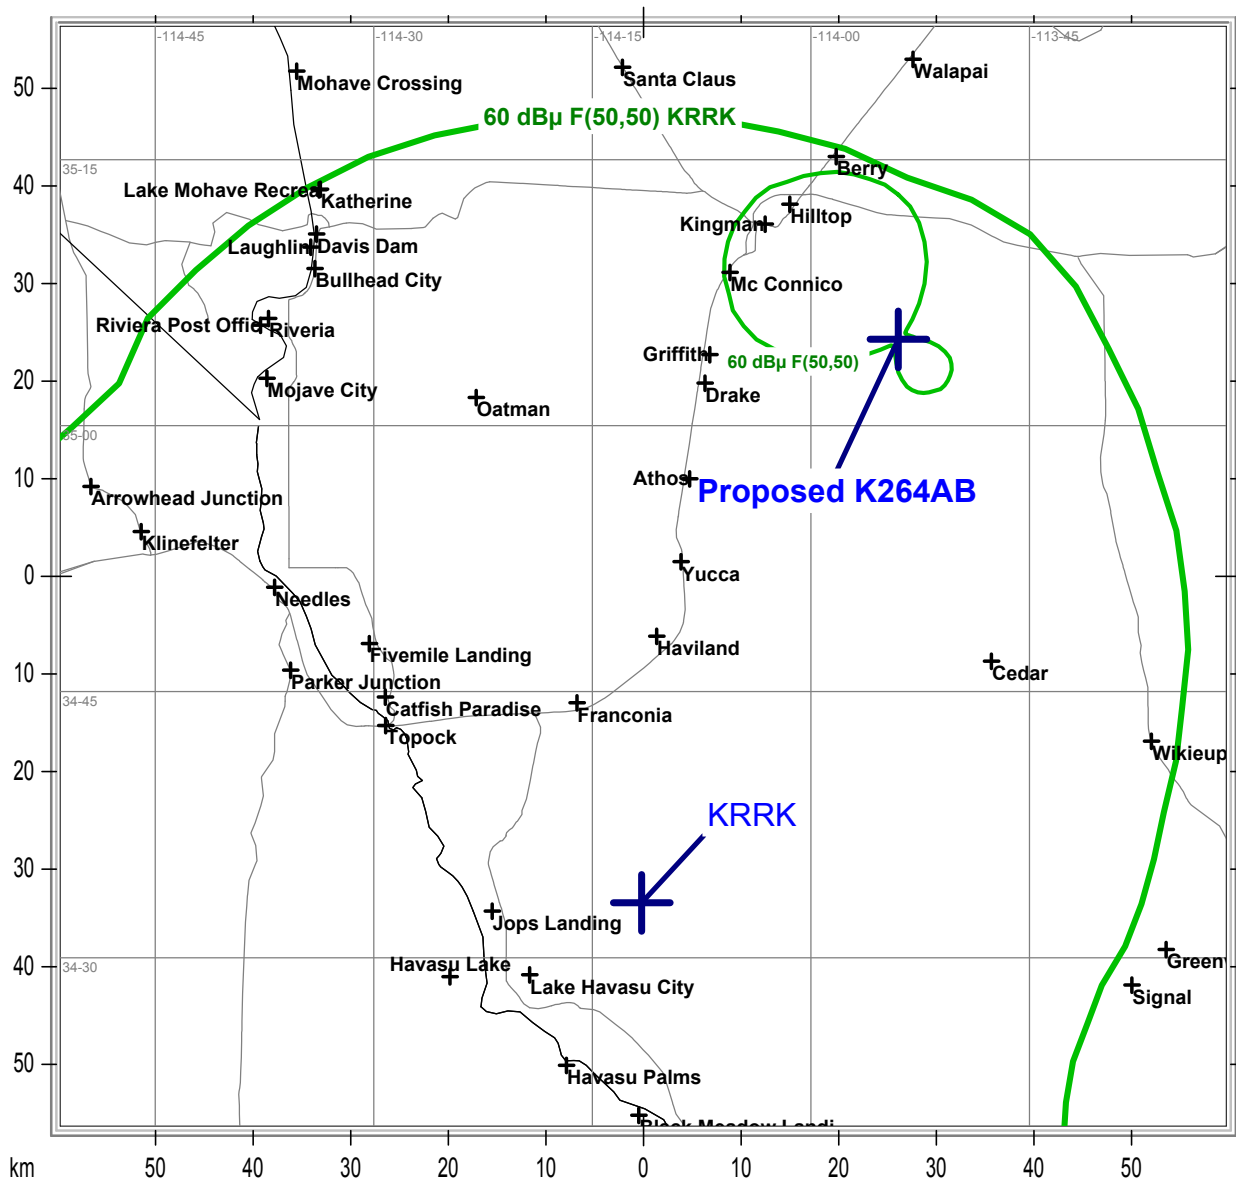 -114-45
-114-30
-114-15
-114-00
-113-45
50
Mohave Crossing
Santa Claus
Walapai
60 dBµ F(50,50) KRRK
35-15
Berry
40
Lake Mohave Recrea
Katherine
Hilltop
Kingman
Laughlin
Davis Dam
30
Bullhead City
Mc Connico
Riviera Post Offic
Riveria
Griffith
60 dBµ F(50,50)
20
Mojave City
Drake
Oatman
35-00
10
Athos
Proposed K264AB
Arrowhead Junction
Klinefelter
0
Yucca
Needles
Haviland
Fivemile Landing
Cedar
10
Parker Junction
34-45
Catfish Paradise
Franconia
Topock
Wikieup
20
KRRK
30
Jops Landing
34-30
40
Havasu Lake
Lake Havasu City
Green
Signal
50
Havasu Palms
Black Meadow Landi
km
50
40
30
20
10
0
10
20
30
40
50